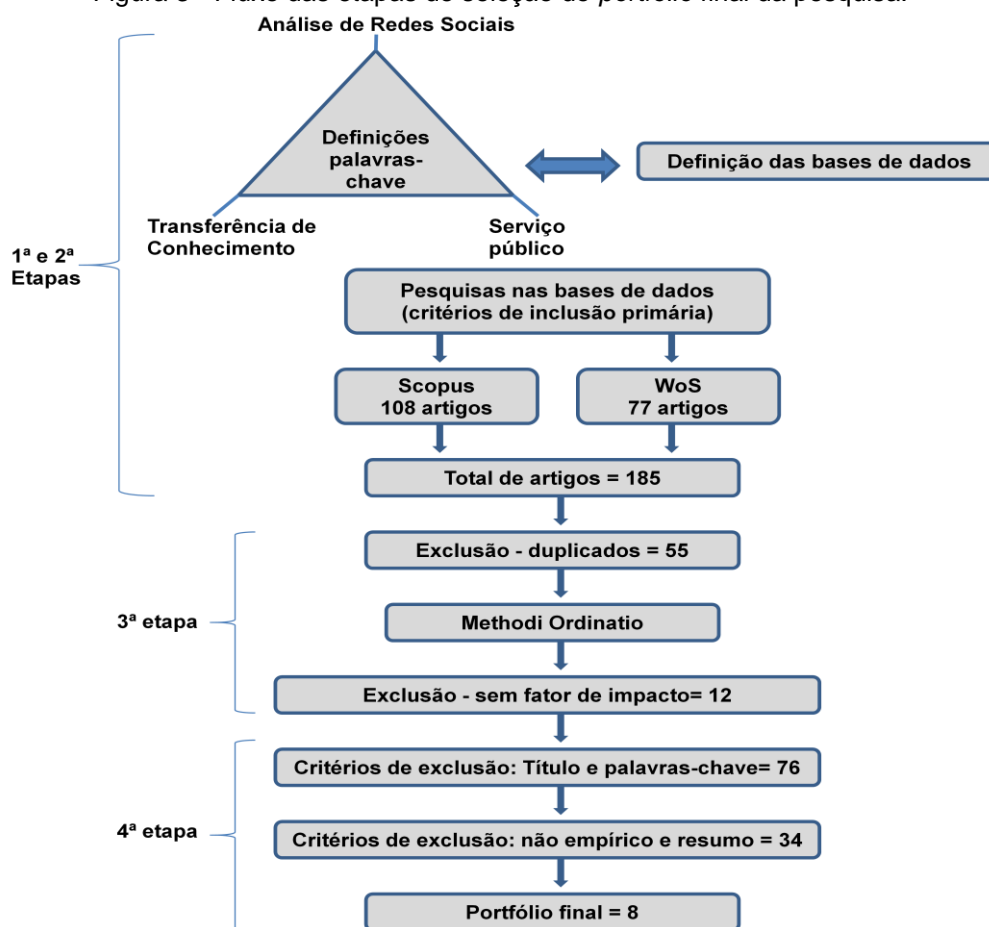 Análise de Redes Sociais
Definições
palavras-
chave
Definição das bases de dados
Transferência de
Conhecimento
Serviço
público
1ª e 2ª
Etapas
Pesquisas nas bases de dados
(critérios de inclusão primária)
Scopus
108 artigos
WoS
77 artigos
Total de artigos = 185
Exclusão - duplicados = 55
3ª etapa
Methodi Ordinatio
Exclusão - sem fator de impacto= 12
Critérios de exclusão: Título e palavras-chave= 76
4ª etapa
Critérios de exclusão: não empírico e resumo = 34
Portfólio final = 8